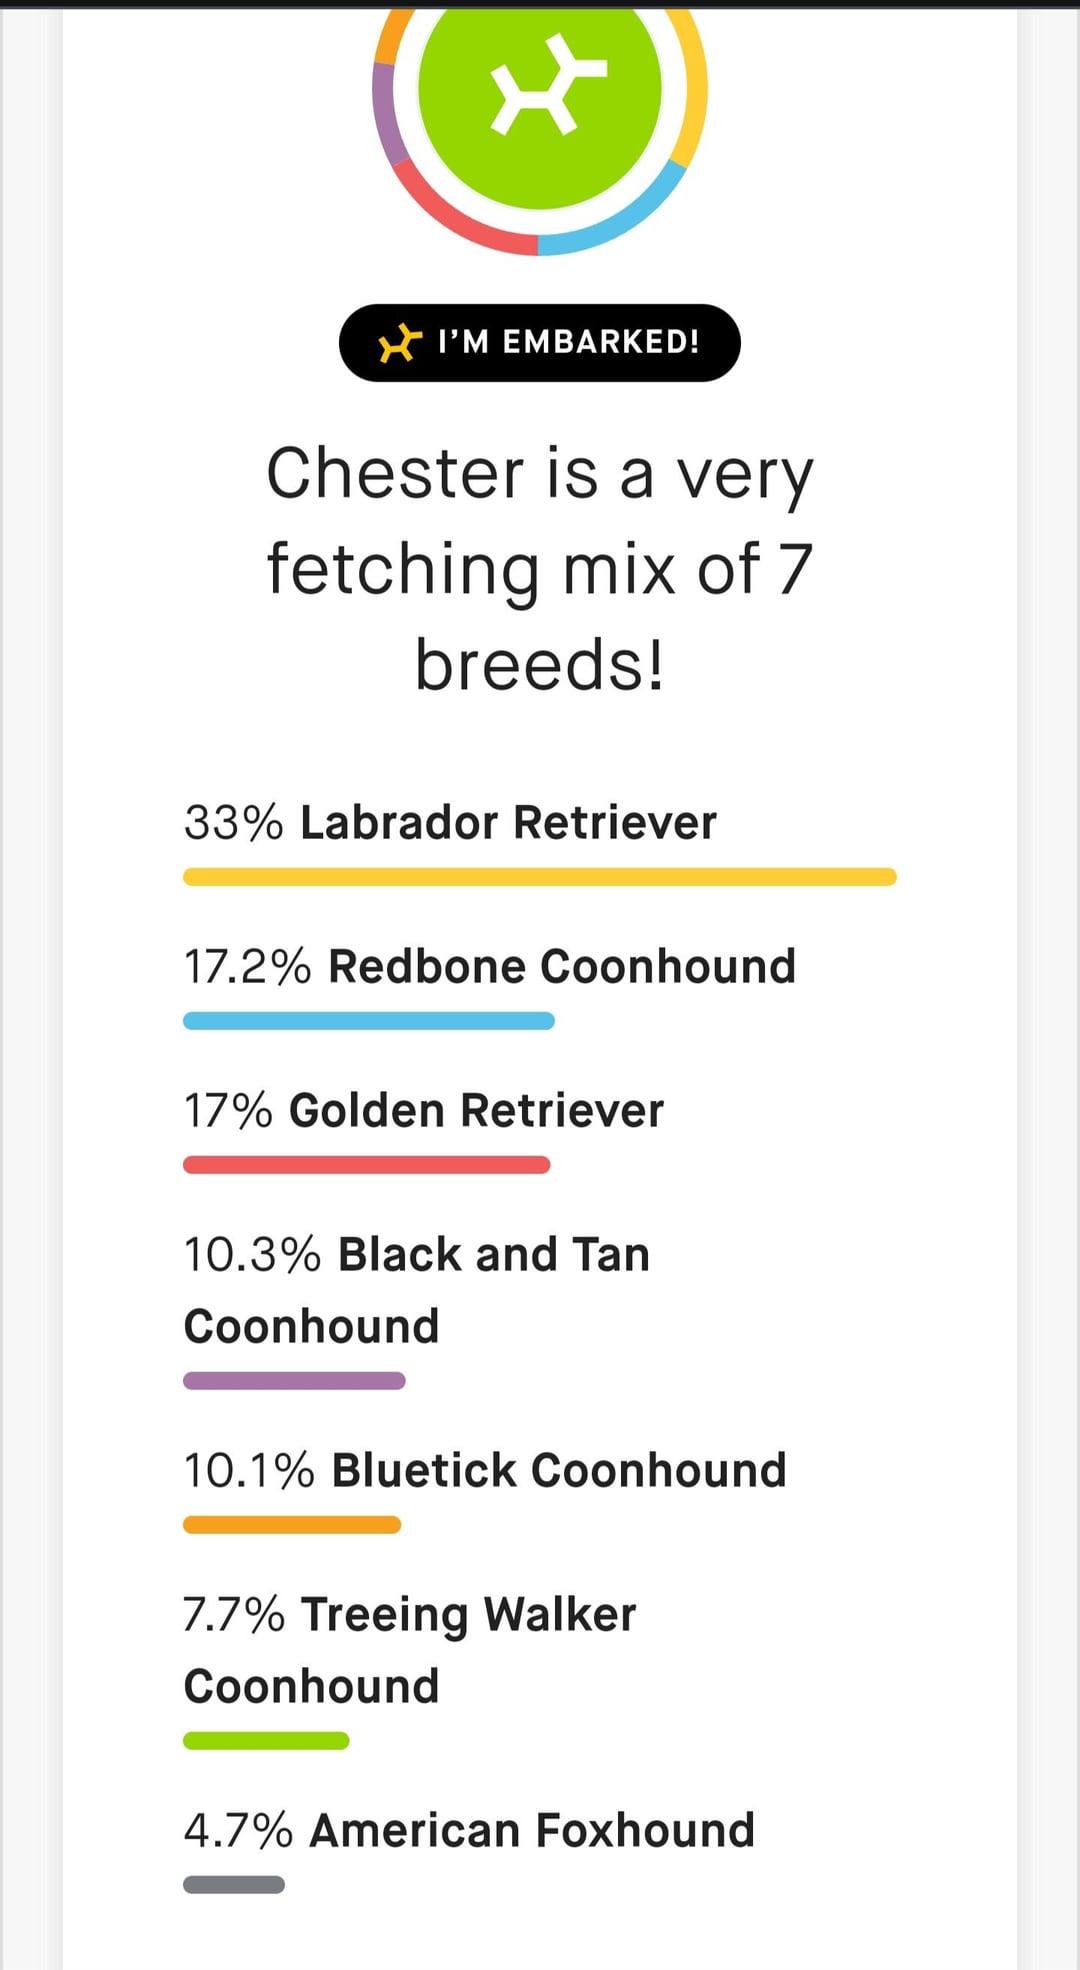 I'M EMBARKED!
Chester is a very
fetching mix of 7
breeds!
33% Labrador Retriever
17.2% Redbone Coonhound
17% Golden Retriever
10.3% Black and Tan
Coonhound
10.1% Bluetick Coonhound
7.7% Treeing Walker
Coonhound
4.7% American Foxhound